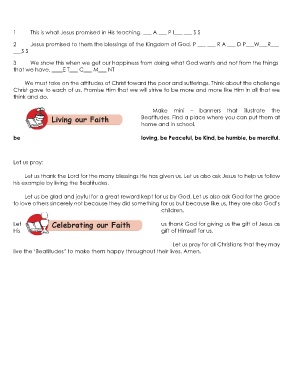 1 This is what Jesus promised in His teaching. ___ A ___ P I___ ___ S S
2 Jesus promised to them the blessings of the Kingdom of God. P ___ ___ R A ___ D P___W___R___
___S S
3 We show this when we get our happiness from doing what God wants and not from the things
that we have. ____E T___ C___ M___NT
We must take on the attitudes of Christ toward the poor and sufferings. Think about the challenge
Christ gave to each of us. Promise Him that we will strive to be more and more like Him in all that we
think and do.
Living our Faith
Make mini – banners that illustrate the
Beatitudes. Find a place where you can put them at
home and in school.
be loving, be Peaceful, be Kind, be humble, be merciful.
Let us pray:
Let us thank the Lord for the many blessings He has given us. Let us also ask Jesus to help us follow
his example by living the Beatitudes.
Let us be glad and joyful for a great reward kept for us by God. Let us also ask God for the grace
to love others sincerely not because they did something for us but because like us, they are also God's
children.
Let Celebrating our Faith us thank God for giving us the gift of Jesus as
His gift of Himself for us.
Let us pray for all Christians that they may
live the "Beatitudes" to make them happy throughout their lives. Amen.